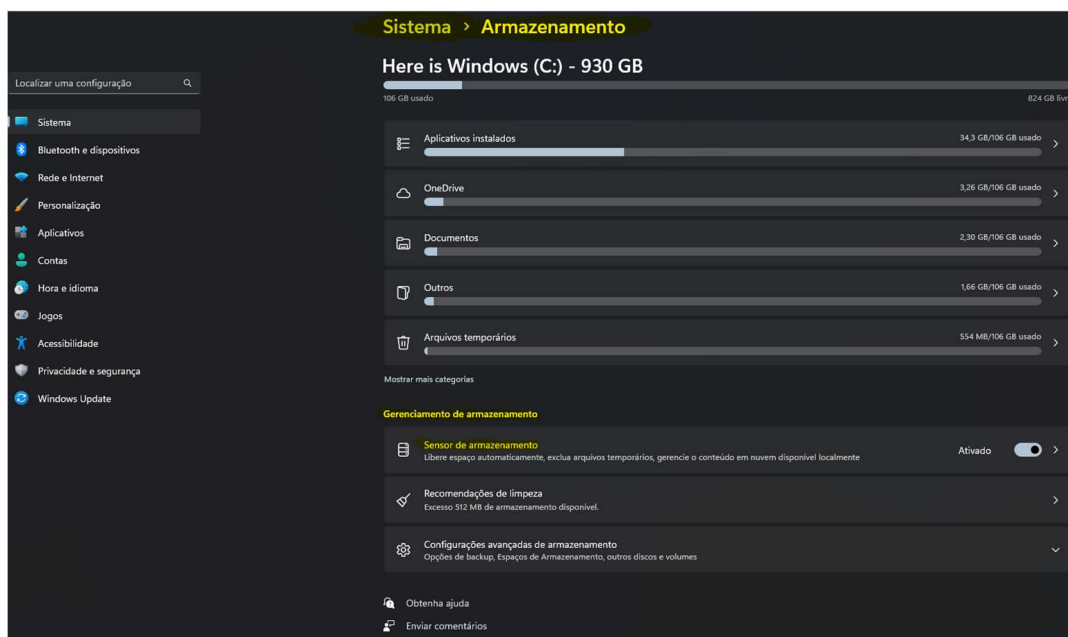 Sistema > Armazenamento
Here is Windows (C:) - 930 GB
106 GB usado
824 GB livr
Localizar uma configuração
Sistema
Bluetooth e dispositivos
Rede e Internet
Personalização
Aplicativos
Contas
Hora e idioma
Jogos
Acessibilidade
Privacidade e segurança
Windows Update
Aplicativos instalados
34,3 GB/106 GB usado
OneDrive
3,26 GB/106 GB usado
Documentos
2,30 GB/106 GB usado
Outros
1,66 GB/106 GB usado
Arquivos temporários
554 MB/106 GB usado
Mostrar mais categorias
Gerenciamento de armazenamento
Sensor de armazenamento
Libere espaço automaticamente, exclua arquivos temporários, gerencie o conteúdo em nuvem disponível localmente
Ativado
Recomendações de limpeza
Excesso 512 MB de armazenamento disponível.
Configurações avançadas de armazenamento
Opções de backup, Espaços de Armazenamento, outros discos e volumes
Obtenha ajuda
Enviar comentários